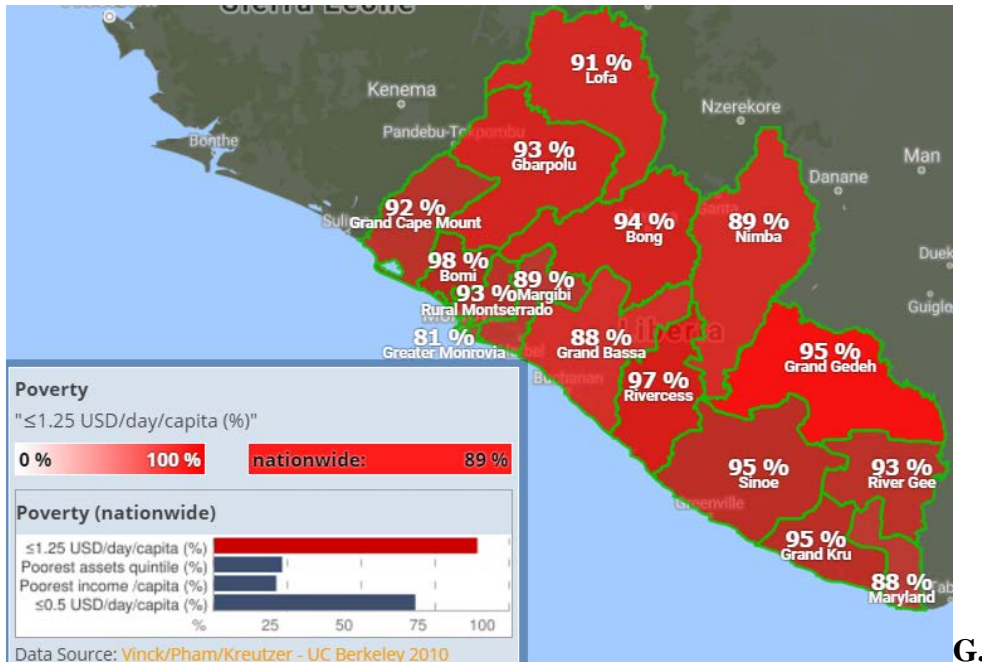 Sierra Leone
91 %
Lofa
Kenema
Nzerekore
Pandebu-Tokpombu
Bonthe
93 %
Gbarpolu
Man
Danane
92 %
Grand Cape Mount
94 %
Bong
Ganta
89 %
Nimba
98 %
Bomi
89 %
Margibi
93 %
Rural Montserrado
Duek
Guiglo
81 %
Greater Monrovia
88 %
Grand Bassa
Liberia
95 %
Grand Gedeh
Buchanan
97 %
Rivercess
95 %
Sinoe
93 %
River Gee
Greenville
95 %
Grand Kru
88 %
Maryland
Tab
Poverty
"≤1.25 USD/day/capita (%)"
0 % 100 % nationwide: 89 %
Poverty (nationwide)
≤1.25 USD/day/capita (%)
Poorest assets quintile (%)
Poorest income /capita (%)
≤0.5 USD/day/capita (%)
% 25 50 75 100
Data Source: Vinck/Pham/Kreutzer - UC Berkeley 2010
G.